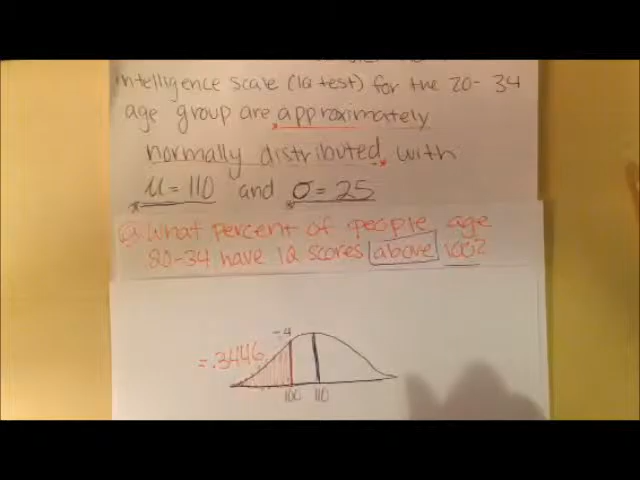 intelligence scale (IQ test) for the 20-34
age group are approximately
normally distributed with
μ = 110 and σ = 25
Q What percent of people age
20-34 have IQ scores above 100?
-.4
= .3446
100 110